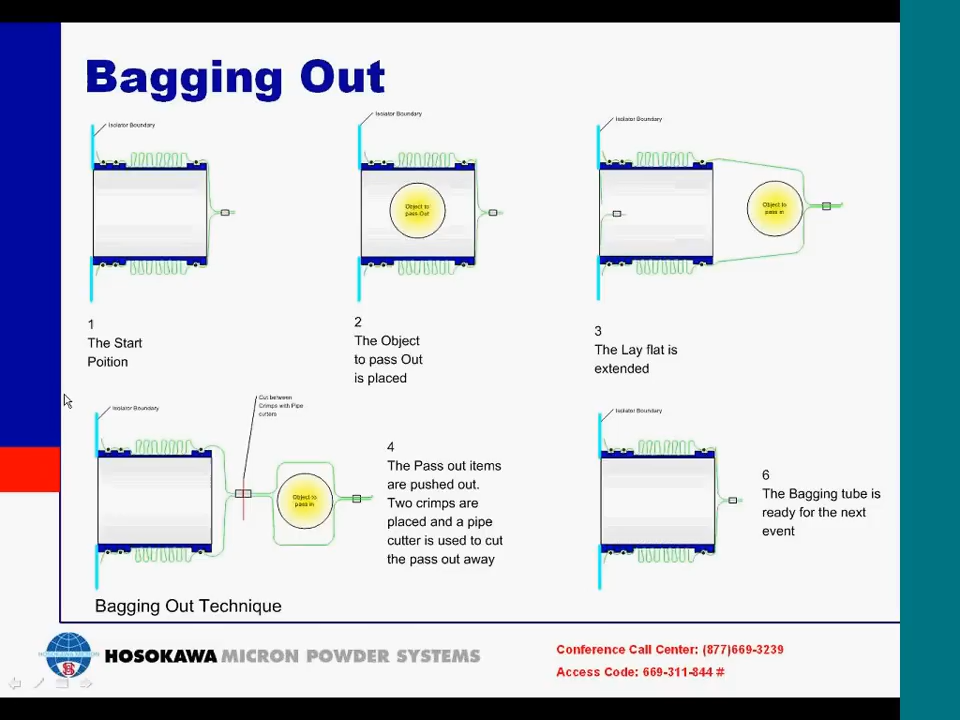 Bagging Out
Isolator Boundary
Isolator Boundary
Isolator Boundary
Object to
pass Out
Object to
pass in
1
The Start
Poition
2
The Object
to pass Out
is placed
3
The Lay flat is
extended
Isolator Boundary
Cut between
Crimps with Pipe
cutters
Isolator Boundary
Object to
pass in
4
The Pass out items
are pushed out.
Two crimps are
placed and a pipe
cutter is used to cut
the pass out away
6
The Bagging tube is
ready for the next
event
Bagging Out Technique
HOSOKAWA MICRON POWDER SYSTEMS
Conference Call Center: (877)669-3239
Access Code: 669-311-844 #